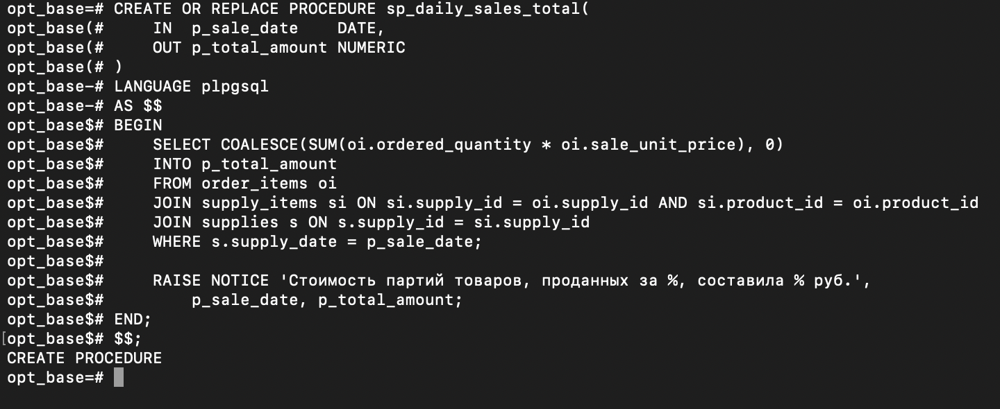 opt_base=# CREATE OR REPLACE PROCEDURE sp_daily_sales_total(
opt_base(#     IN  p_sale_date    DATE,
opt_base(#     OUT p_total_amount NUMERIC
opt_base(# )
opt_base-# LANGUAGE plpgsql
opt_base-# AS $$
opt_base$# BEGIN
opt_base$#     SELECT COALESCE(SUM(oi.ordered_quantity * oi.sale_unit_price), 0)
opt_base$#     INTO p_total_amount
opt_base$#     FROM order_items oi
opt_base$#     JOIN supply_items si ON si.supply_id = oi.supply_id AND si.product_id = oi.product_id
opt_base$#     JOIN supplies s ON s.supply_id = si.supply_id
opt_base$#     WHERE s.supply_date = p_sale_date;
opt_base$#
opt_base$#     RAISE NOTICE 'Стоимость партий товаров, проданных за %, составила % руб.',
opt_base$#         p_sale_date, p_total_amount;
opt_base$# END;
[opt_base$# $$;
CREATE PROCEDURE
opt_base=#